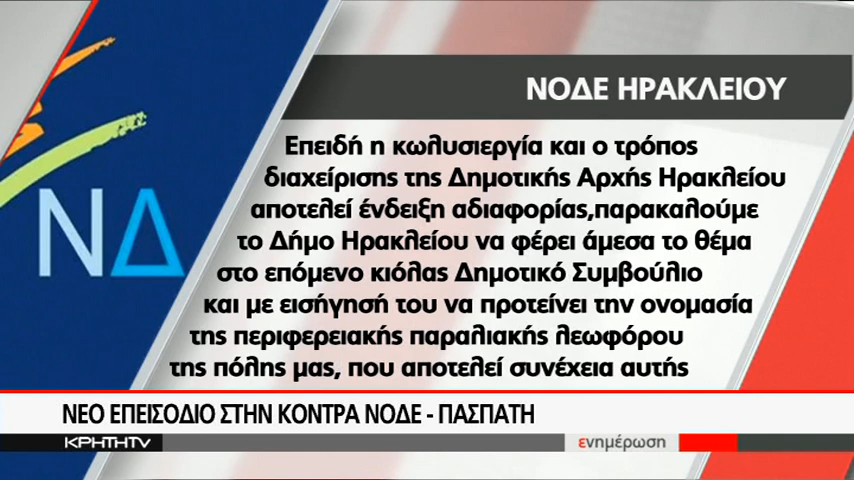 ΝΔ
ΝΟΔΕ ΗΡΑΚΛΕΙΟΥ
Επειδή η κωλυσιεργία και ο τρόπος
διαχείρισης της Δημοτικής Αρχής Ηρακλείου
αποτελεί ένδειξη αδιαφορίας,παρακαλούμε
το Δήμο Ηρακλείου να φέρει άμεσα το θέμα
στο επόμενο κιόλας Δημοτικό Συμβούλιο
και με εισήγησή του να προτείνει την ονομασία
της περιφερειακής παραλιακής λεωφόρου
της πόλης μας, που αποτελεί συνέχεια αυτής
ΝΕΟ ΕΠΕΙΣΟΔΙΟ ΣΤΗΝ ΚΟΝΤΡΑ ΝΟΔΕ - ΠΑΣΠΑΤΗ
ΚΡΗΤΗTV
ενημέρωση